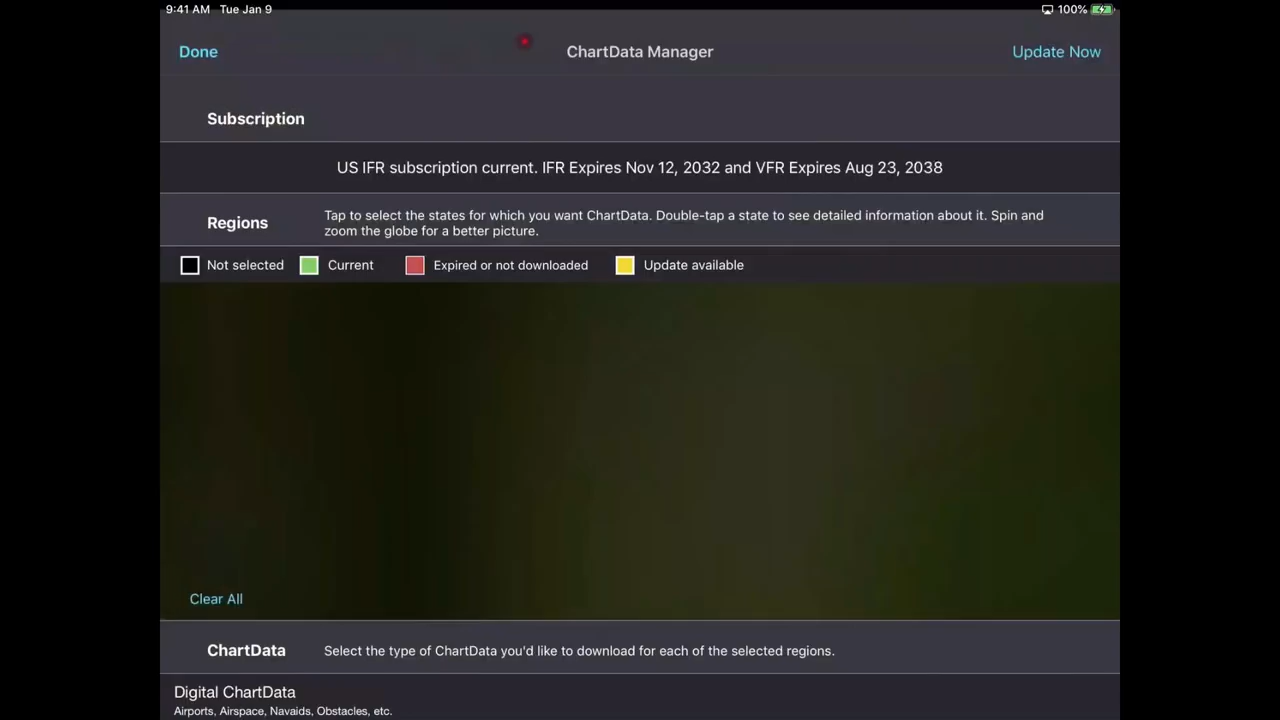 9:41 AM Tue Jan 9
100%
Done
ChartData Manager
Update Now
Subscription
US IFR subscription current. IFR Expires Nov 12, 2032 and VFR Expires Aug 23, 2038
Regions
Tap to select the states for which you want ChartData. Double-tap a state to see detailed information about it. Spin and
zoom the globe for a better picture.
Not selected
Current
Expired or not downloaded
Update available
Clear All
ChartData
Select the type of ChartData you'd like to download for each of the selected regions.
Digital ChartData
Airports, Airspace, Navaids, Obstacles, etc.